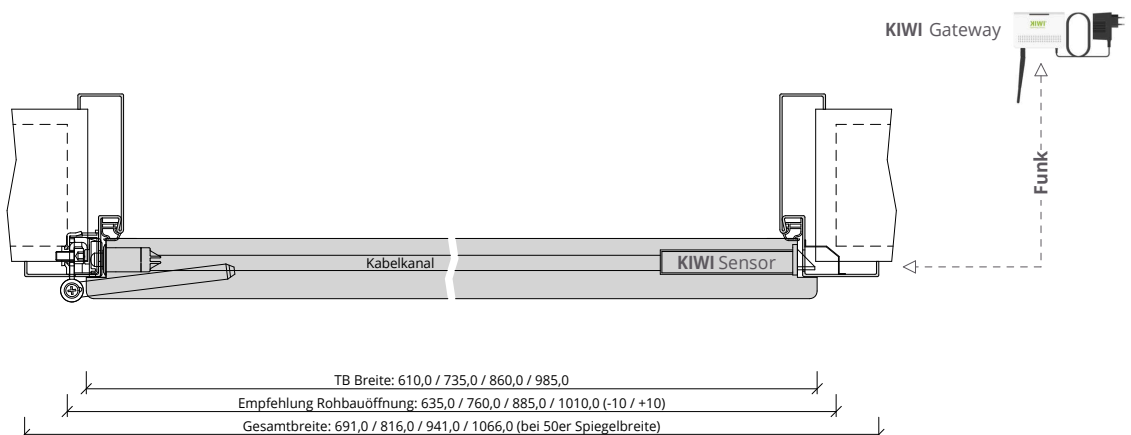 KIWI Gateway
KIWI
Funk
Kabelkanal
KIWI Sensor
TB Breite: 610,0 / 735,0 / 860,0 / 985,0
Empfehlung Rohbauöffnung: 635,0 / 760,0 / 885,0 / 1010,0 (-10 / +10)
Gesamtbreite: 691,0 / 816,0 / 941,0 / 1066,0 (bei 50er Spiegelbreite)